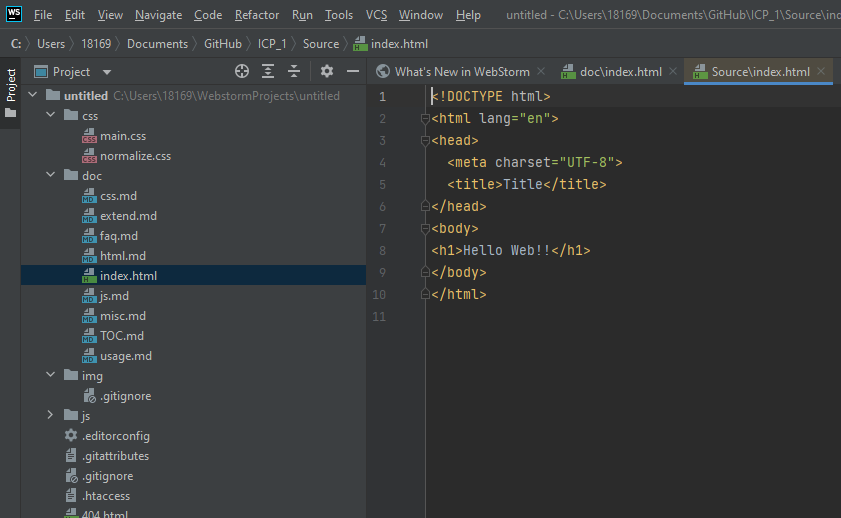 WS File Edit View Navigate Code Refactor Run Tools VCS Window Help untitled - C:\Users\18169\Documents\GitHub\ICP_1\Source\ind
C: Users 18169 Documents GitHub ICP_1 Source index.html
Project
Project
What's New in WebStorm doc\index.html Source\index.html
untitled C:\Users\18169\WebstormProjects\untitled
css
main.css
normalize.css
doc
css.md
extend.md
faq.md
html.md
index.html
js.md
misc.md
TOC.md
usage.md
img
.gitignore
js
.editorconfig
.gitattributes
.gitignore
.htaccess
404.html
1 <!DOCTYPE html>
2 <html lang="en">
3 <head>
4 <meta charset="UTF-8">
5 <title>Title</title>
6 </head>
7 <body>
8 <h1>Hello Web!!</h1>
9 </body>
10 </html>
11